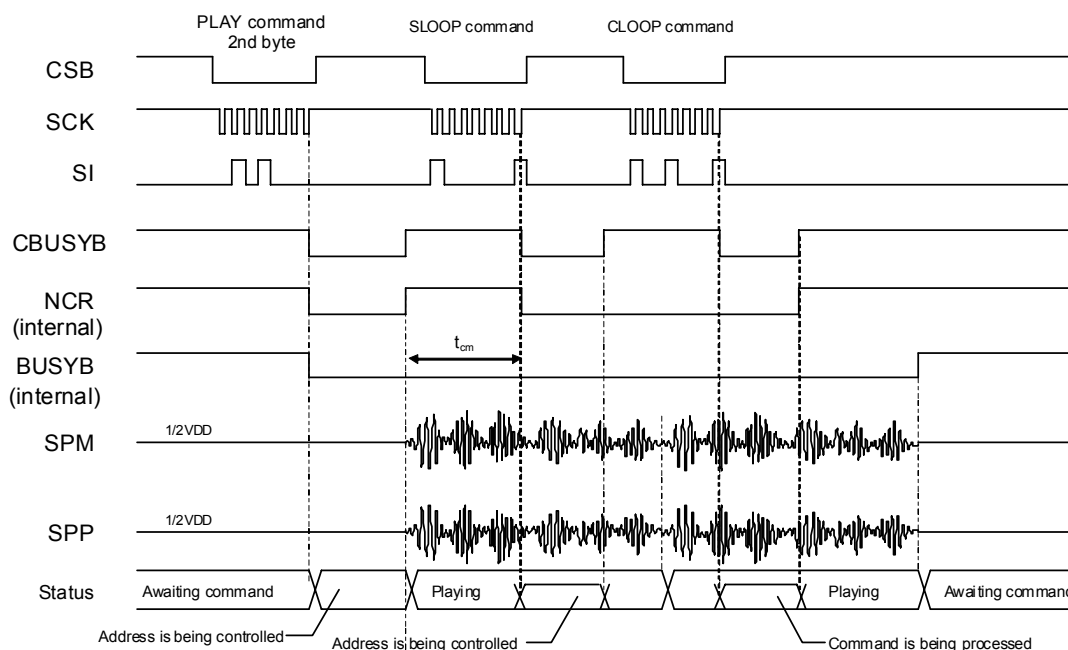 PLAY command
2nd byte
SLOOP command
CLOOP command
CSB
SCK
SI
CBUSYB
NCR
(internal)
tcm
BUSYB
(internal)
1/2VDD
SPM
1/2VDD
SPP
Status
Awaiting command
Playing
Playing
Awaiting command
Address is being controlled
Address is being controlled
Command is being processed